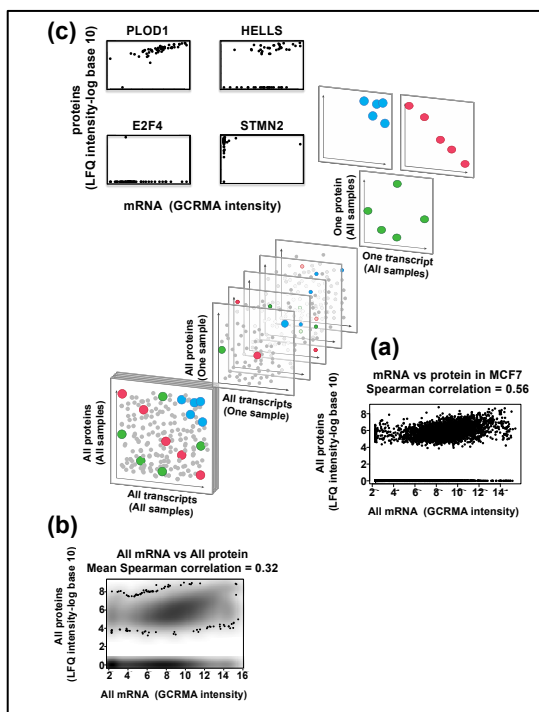 (c)
PLOD1
HELLS
E2F4
STMN2
proteins
(LFQ intensity-log base 10)
mRNA (GCRMA intensity)
One protein
(All samples)
One transcript
(All samples)
All proteins
(One sample)
All transcripts
(One sample)
All proteins
(All samples)
All transcripts
(All samples)
(a)
mRNA vs protein in MCF7
Spearman correlation = 0.56
All proteins
(LFQ intensity-log base 10)
8
6
4
2
0
2 4 6 8 10 12 14
All mRNA (GCRMA intensity)
(b)
All mRNA vs All protein
Mean Spearman correlation = 0.32
All proteins
(LFQ intensity-log base 10)
8
6
4
2
0
2 4 6 8 10 12 14 16
All mRNA (GCRMA intensity)